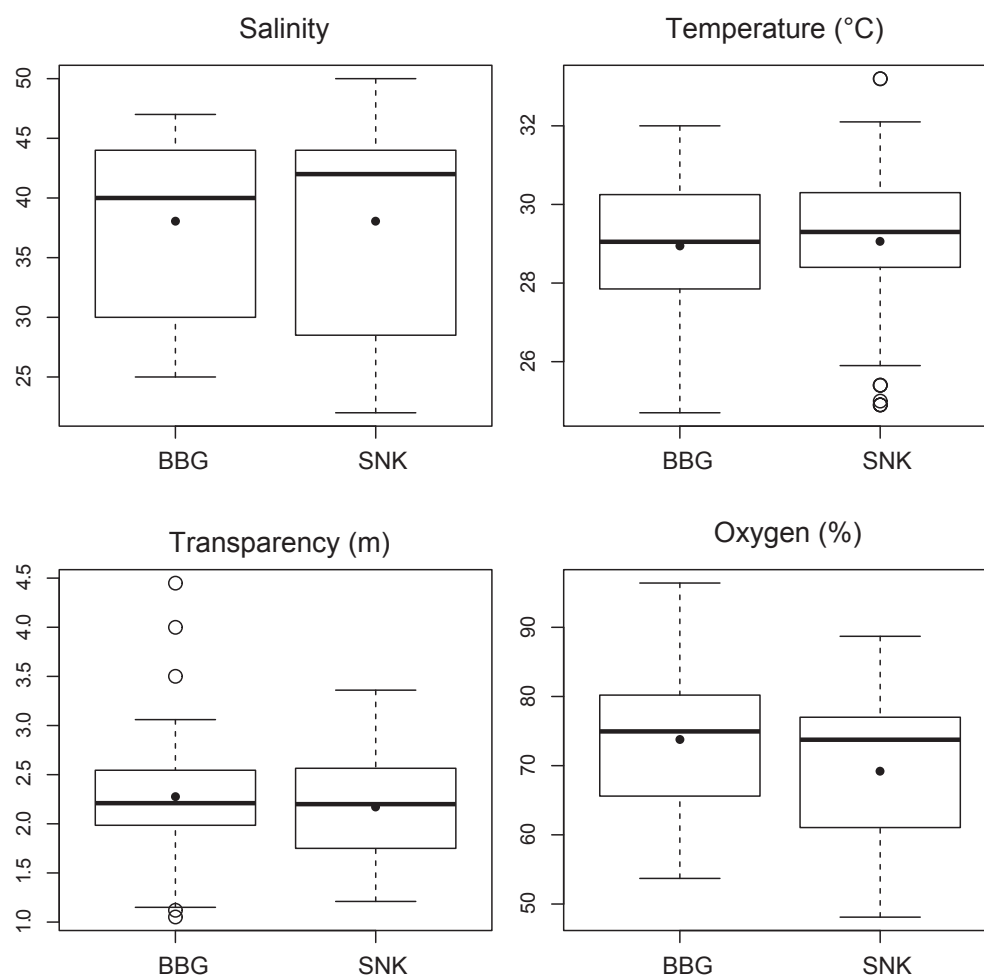 Salinity
50
45
40
35
30
25
BBG SNK
Temperature (°C)
32
30
28
26
BBG SNK
Transparency (m)
4.5
4.0
3.5
3.0
2.5
2.0
1.5
1.0
BBG SNK
Oxygen (%)
90
80
70
60
50
BBG SNK